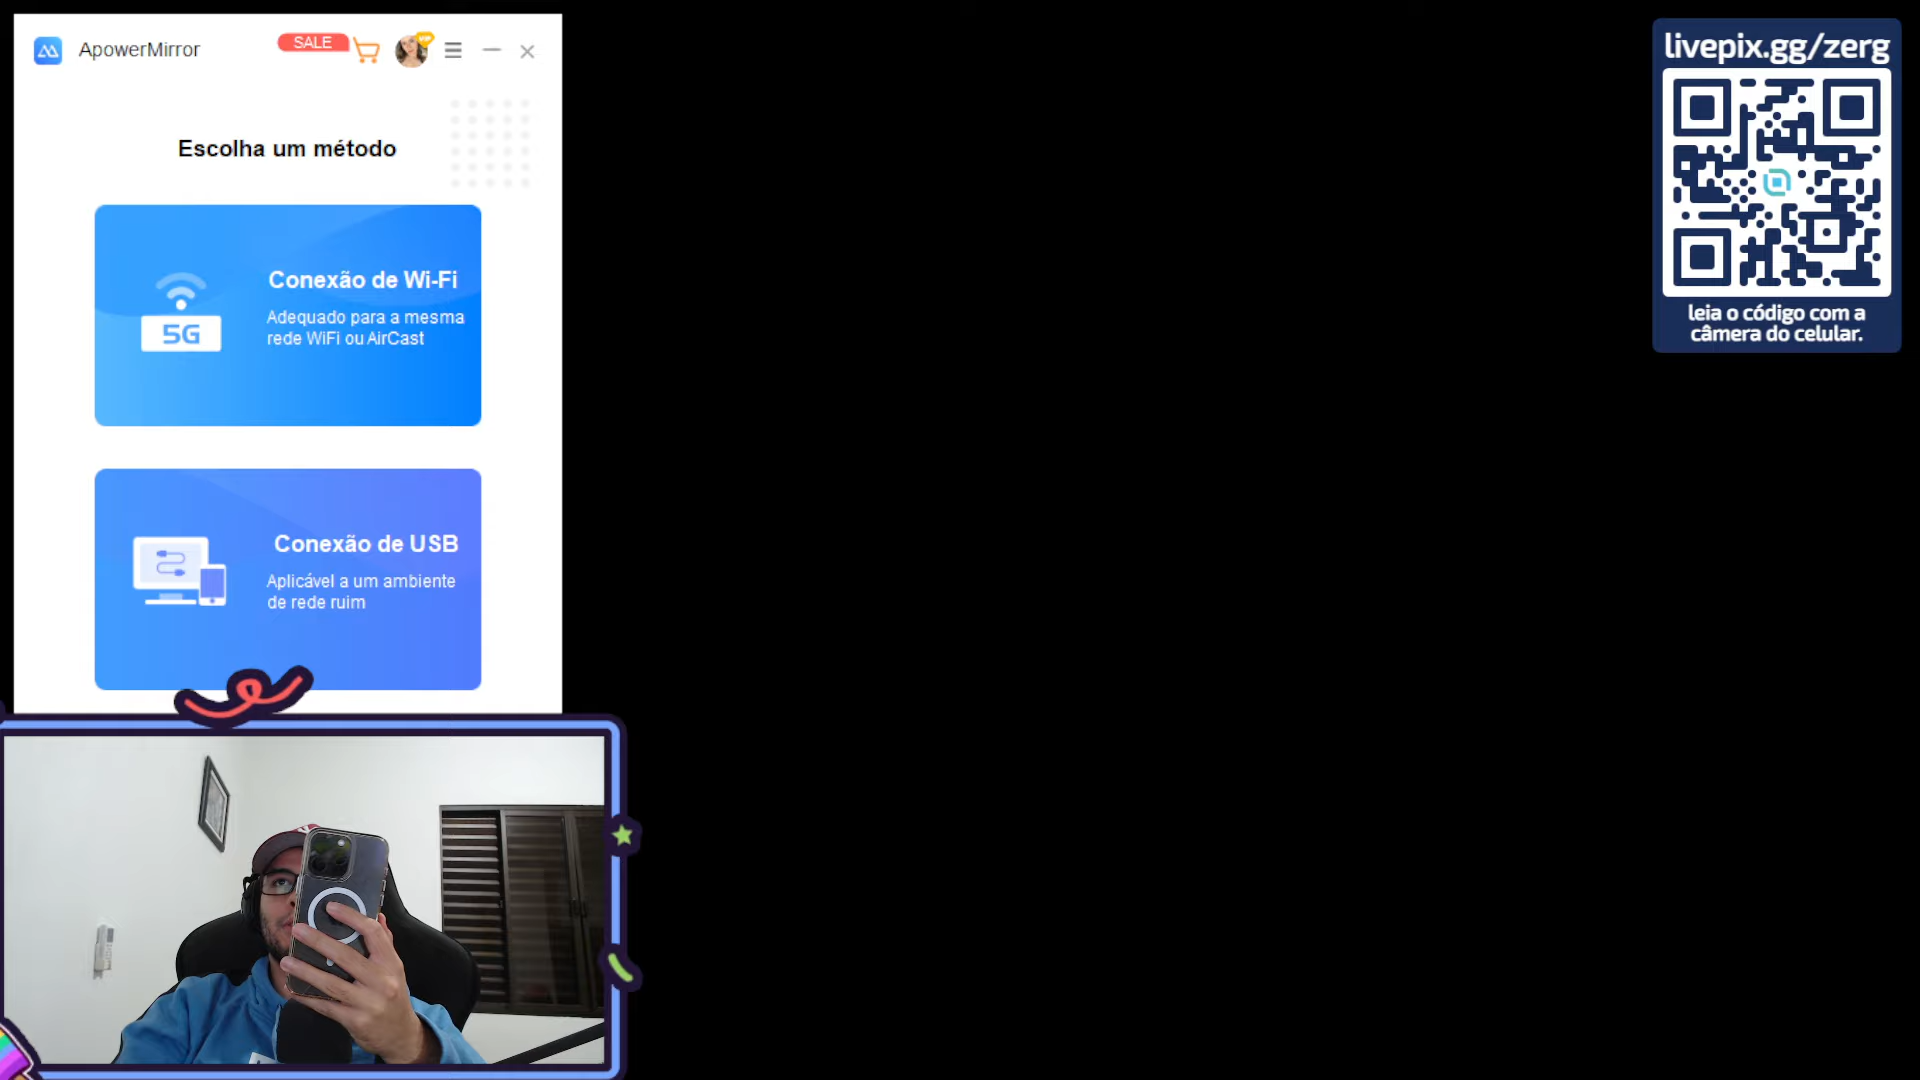 ApowerMirror
SALE
VIP
Escolha um método
5G
Conexão de Wi-Fi
Adequado para a mesma
rede WiFi ou AirCast
Conexão de USB
Aplicável a um ambiente
de rede ruim
livepix.gg/zerg
leia o código com a
câmera do celular.